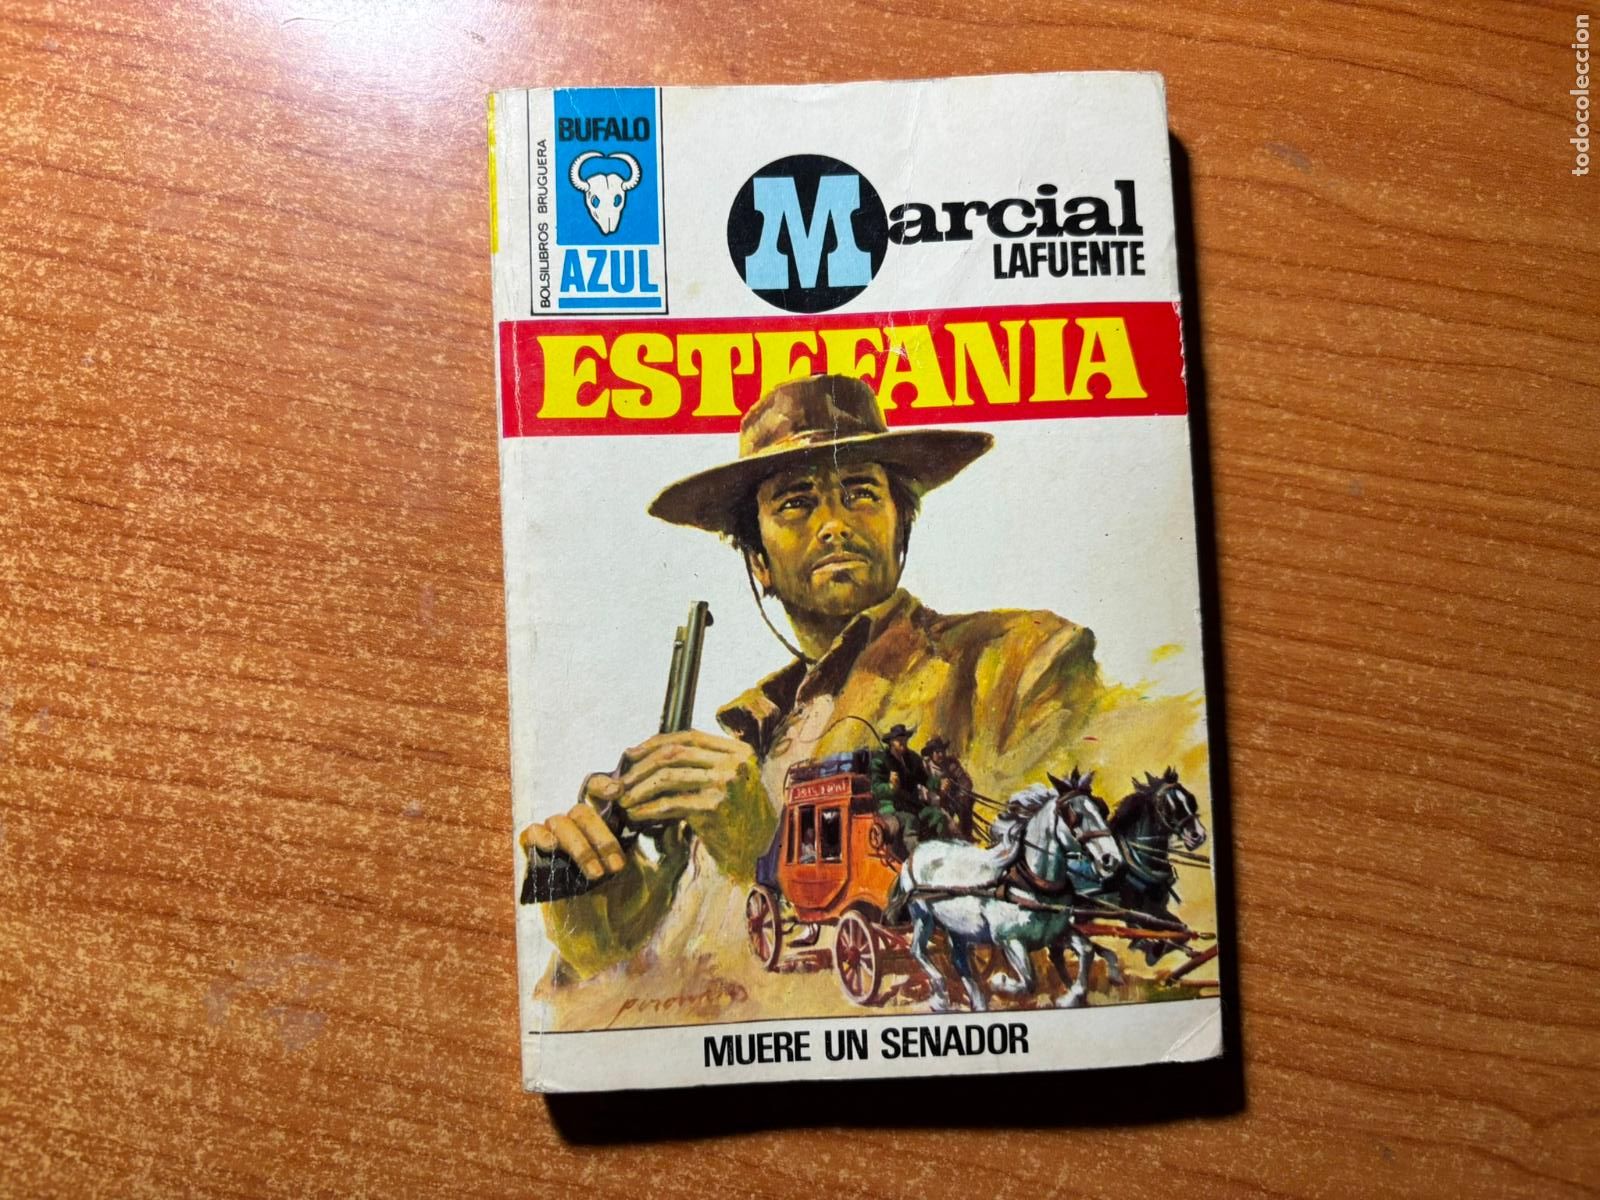 BOLSILIBROS BRUGUERA
BUFALO
AZUL
Marcial
LAFUENTE
ESTEFANIA
MUERE UN SENADOR
todocoleccion